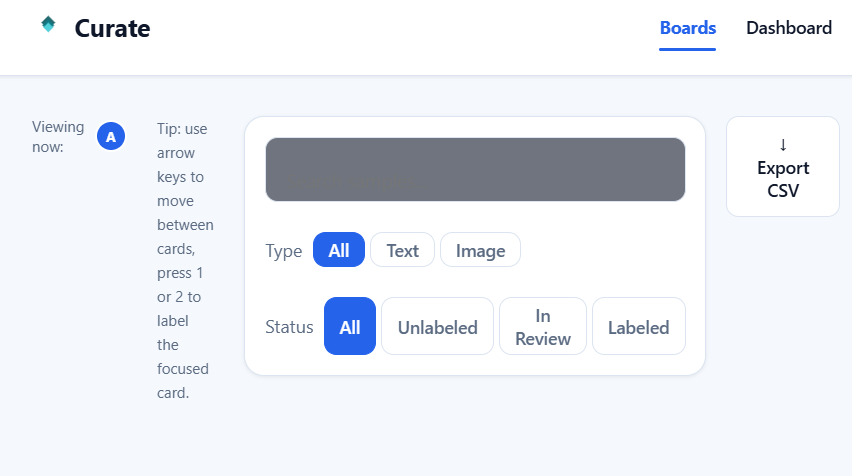 Curate
Boards
Dashboard
Viewing
now:
A
Tip: use
arrow
keys to
move
between
cards,
press 1
or 2 to
label
the
focused
card.
Type
All
Text
Image
Status
All
Unlabeled
In
Review
Labeled
↓
Export
CSV